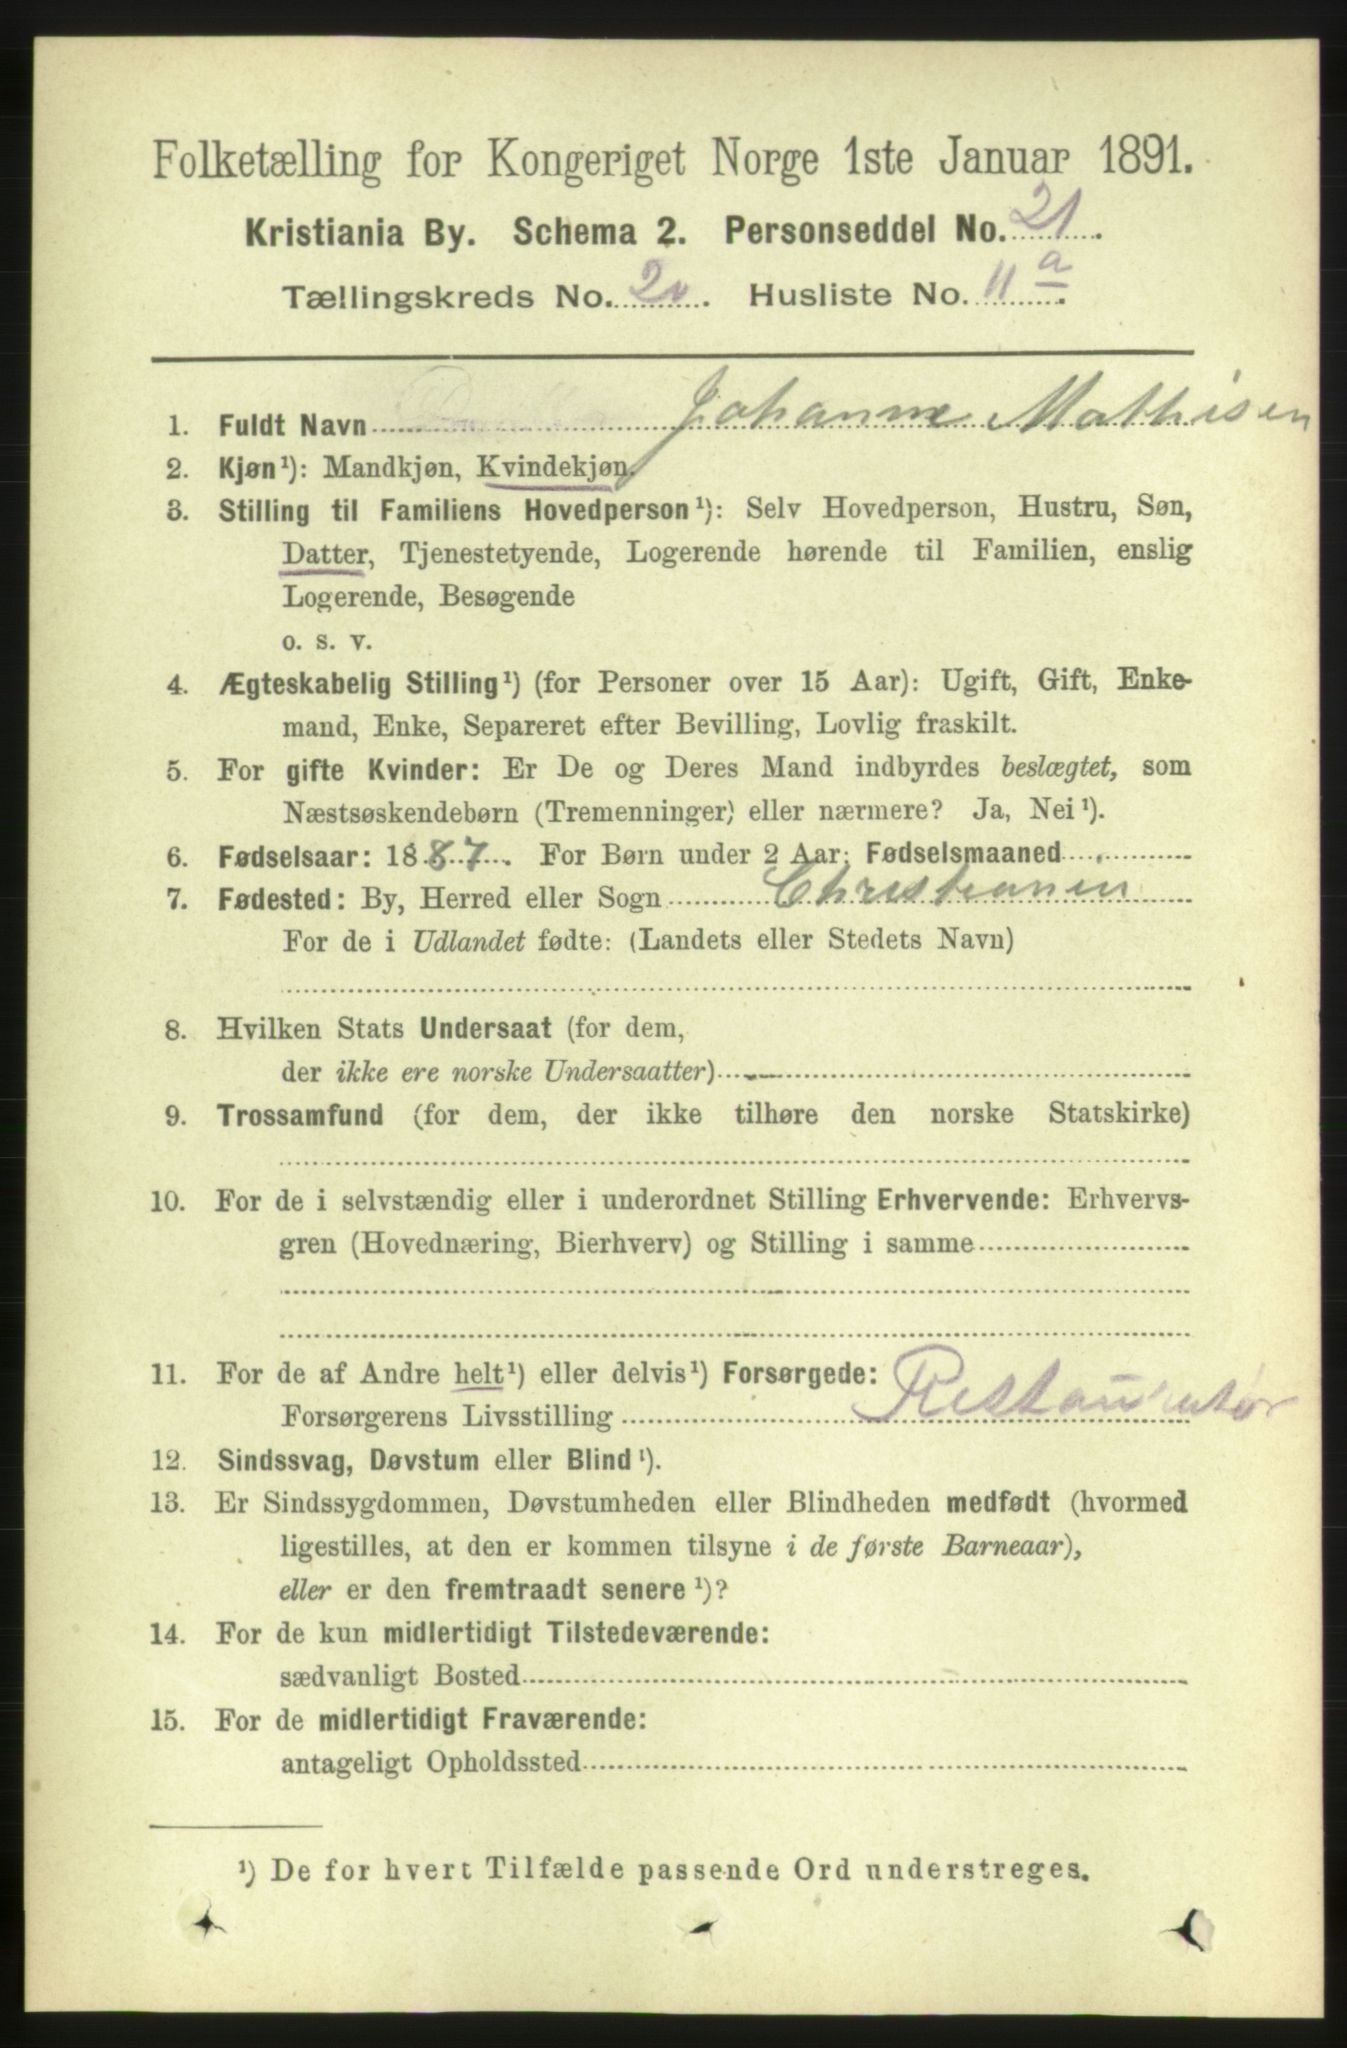 Folketælling for Kongeriget Norge 1ste Januar 1891.
Kristiania By. Schema 2. Personseddel No. 21.
Tællingskreds No. 20. Husliste No. 11 a.
1. Fuldt Navn Johanne Mathisen
2. Kjøn¹): Mandkjøn, Kvindekjøn.
3. Stilling til Familiens Hovedperson¹): Selv Hovedperson, Hustru, Søn,
Datter, Tjenestetyende, Logerende hørende til Familien, enslig
Logerende, Besøgende
o. s. v.
4. Ægteskabelig Stilling¹) (for Personer over 15 Aar): Ugift, Gift, Enke-
mand, Enke, Separeret efter Bevilling, Lovlig fraskilt.
5. For gifte Kvinder: Er De og Deres Mand indbyrdes beslægtet, som
Næstsøskendebørn (Tremenninger) eller nærmere? Ja, Nei¹).
6. Fødselsaar: 1887. For Børn under 2 Aar: Fødselsmaaned
7. Fødested: By, Herred eller Sogn
For de i Udlandet fødte: (Landets eller Stedets Navn)
8. Hvilken Stats Undersaat (for dem,
der ikke ere norske Undersaatter)
9. Trossamfund (for dem, der ikke tilhøre den norske Statskirke)
10. For de i selvstændig eller i underordnet Stilling Erhvervende: Erhvervs-
gren (Hovednæring, Bierhverv) og Stilling i samme
11. For de af Andre helt¹) eller delvis¹) Forsørgede:
Forsørgerens Livsstilling Restauratør
12. Sindssvag, Døvstum eller Blind¹).
13. Er Sindssygdommen, Døvstumheden eller Blindheden medfødt (hvormed
ligestilles, at den er kommen tilsyne i de første Barneaar),
eller er den fremtraadt senere¹)?
14. For de kun midlertidigt Tilstedeværende:
sædvanligt Bosted
15. For de midlertidigt Fraværende:
antageligt Opholdssted
¹) De for hvert Tilfælde passende Ord understreges.